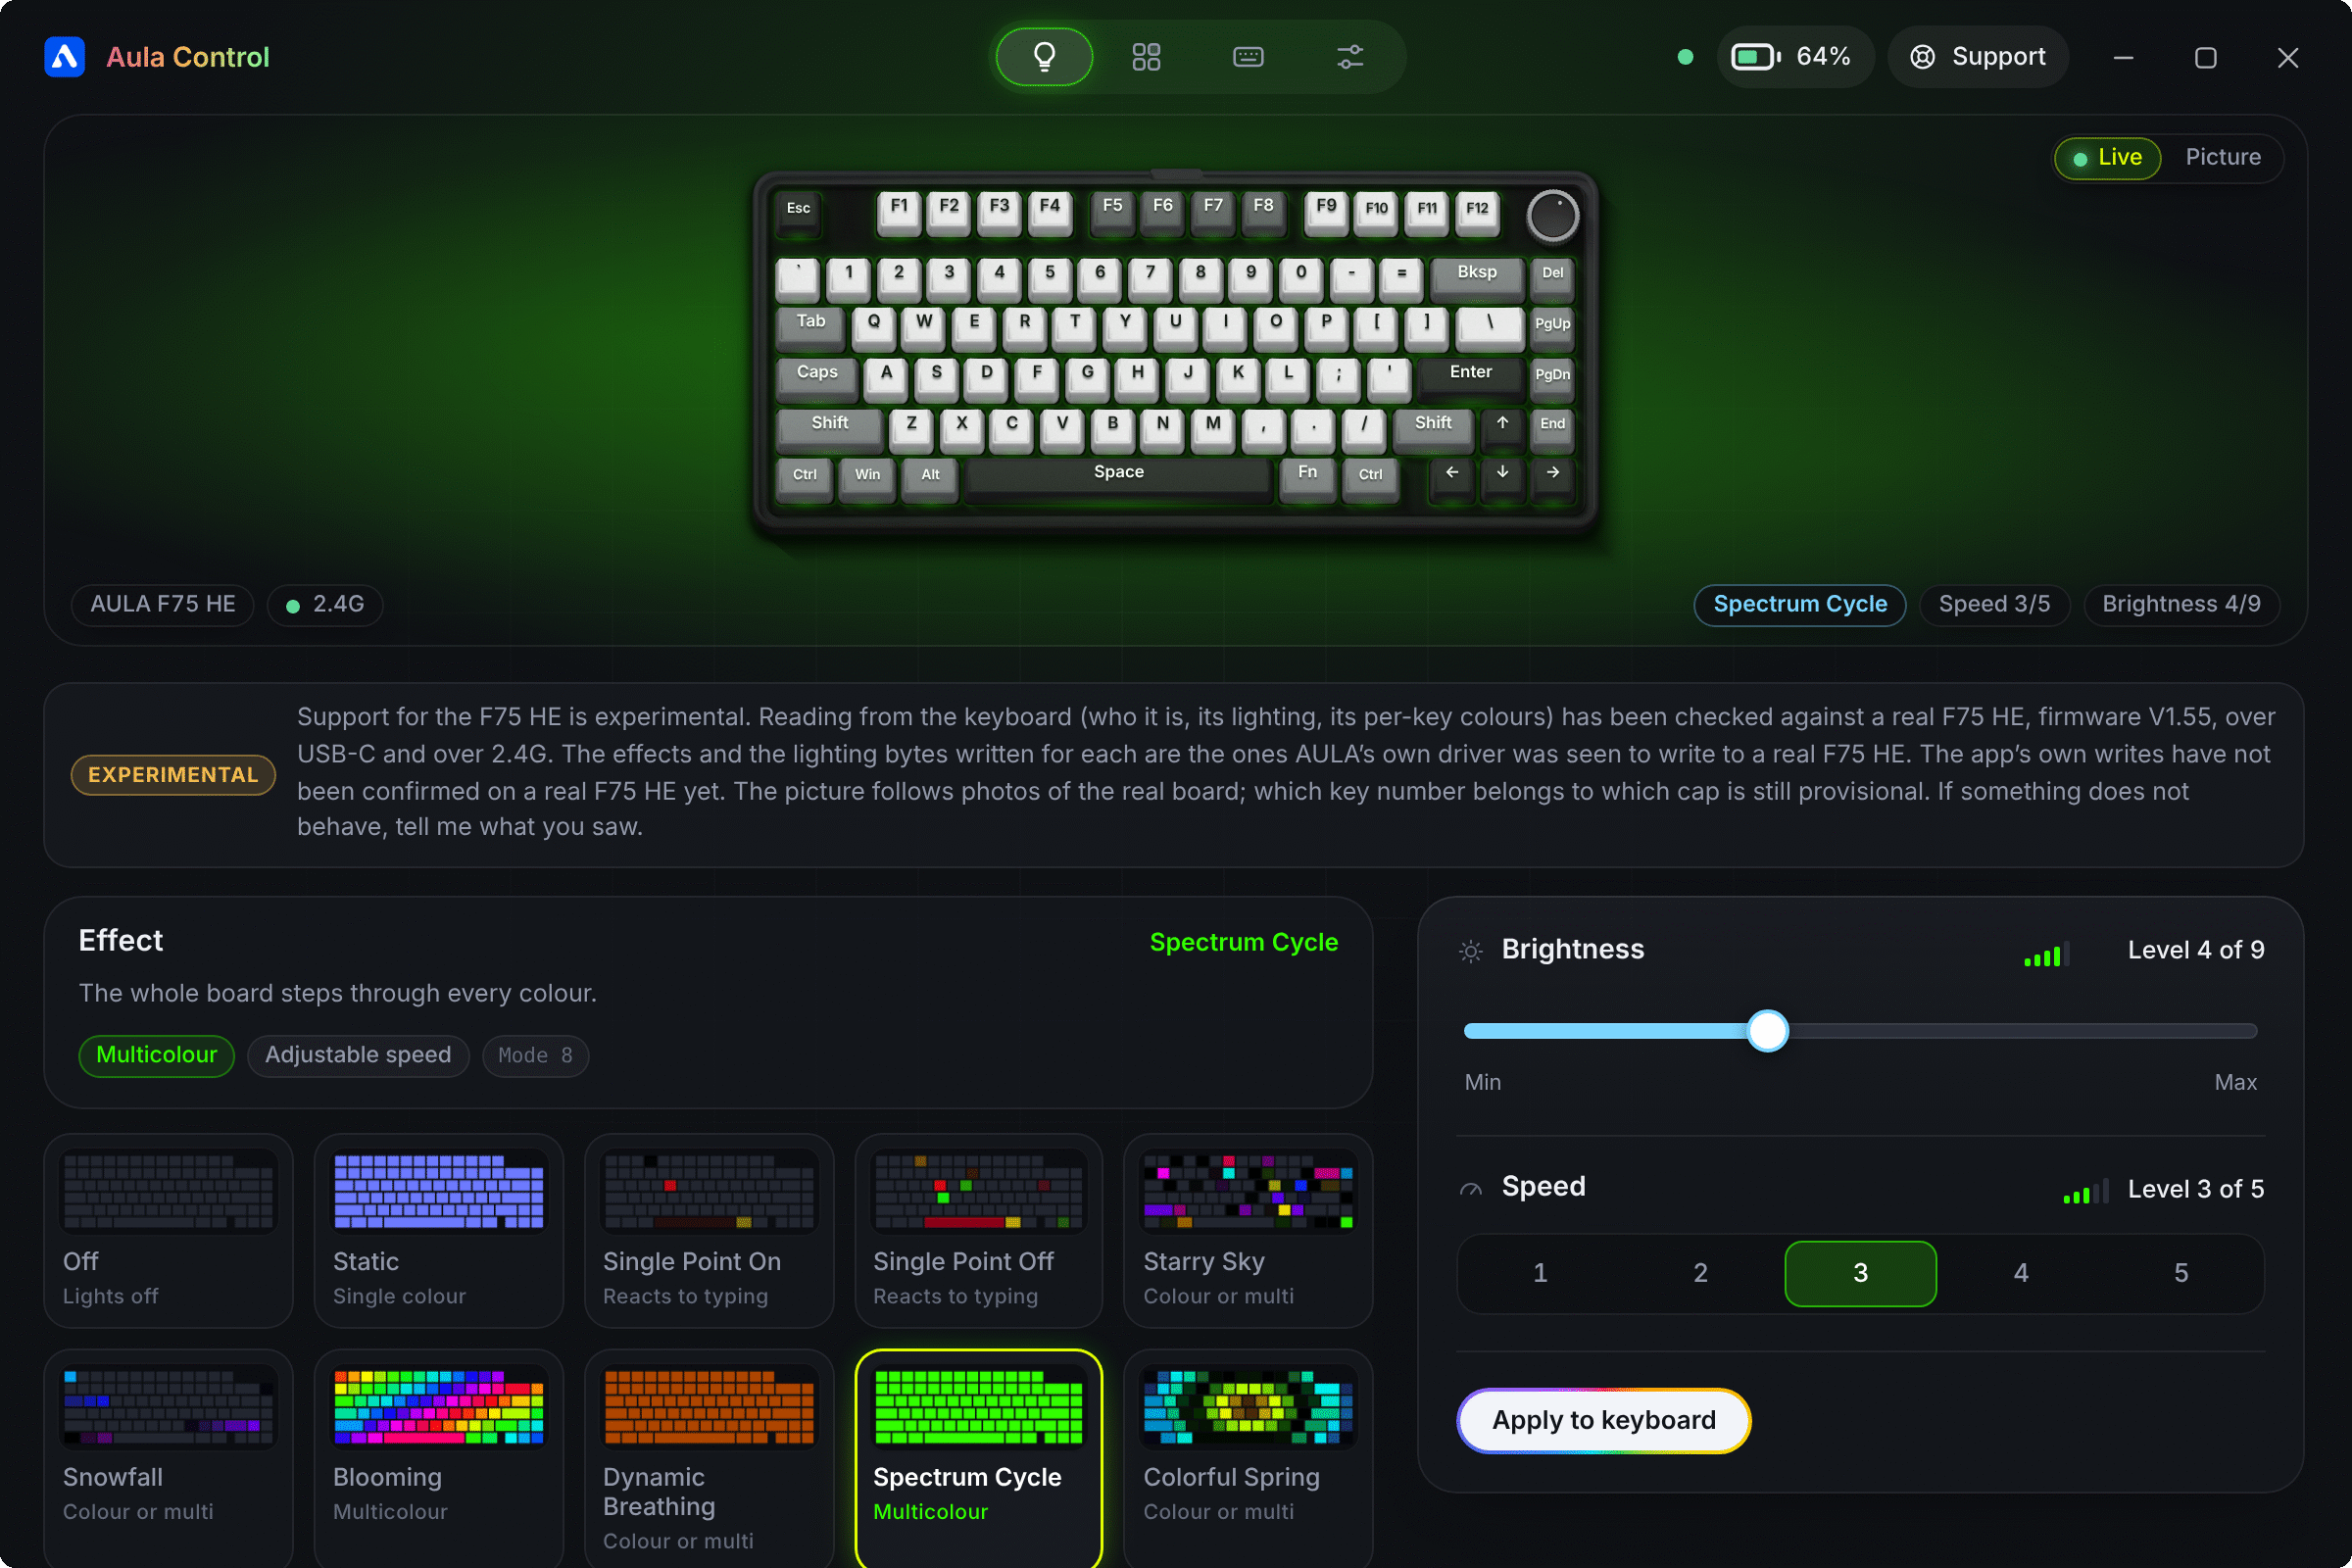 Aula Control
64%
Support
Live
Picture
Esc
F1 F2 F3 F4 F5 F6 F7 F8 F9 F10 F11 F12
` 1 2 3 4 5 6 7 8 9 0 - = Bksp Del
Tab Q W E R T Y U I O P [ ] \ PgUp
Caps A S D F G H J K L ; ' Enter PgDn
Shift Z X C V B N M , . / Shift ↑ End
Ctrl Win Alt Space Fn Ctrl ← ↓ →
AULA F75 HE
2.4G
Spectrum Cycle
Speed 3/5
Brightness 4/9
EXPERIMENTAL
Support for the F75 HE is experimental. Reading from the keyboard (who it is, its lighting, its per-key colours) has been checked against a real F75 HE, firmware V1.55, over
USB-C and over 2.4G. The effects and the lighting bytes written for each are the ones AULA’s own driver was seen to write to a real F75 HE. The app’s own writes have not
been confirmed on a real F75 HE yet. The picture follows photos of the real board; which key number belongs to which cap is still provisional. If something does not
behave, tell me what you saw.
Effect
Spectrum Cycle
The whole board steps through every colour.
Multicolour
Adjustable speed
Mode 8
Off
Lights off
Static
Single colour
Single Point On
Reacts to typing
Single Point Off
Reacts to typing
Starry Sky
Colour or multi
Snowfall
Colour or multi
Blooming
Multicolour
Dynamic
Breathing
Colour or multi
Spectrum Cycle
Multicolour
Colorful Spring
Colour or multi
Brightness
Level 4 of 9
Min
Max
Speed
Level 3 of 5
1 2 3 4 5
Apply to keyboard